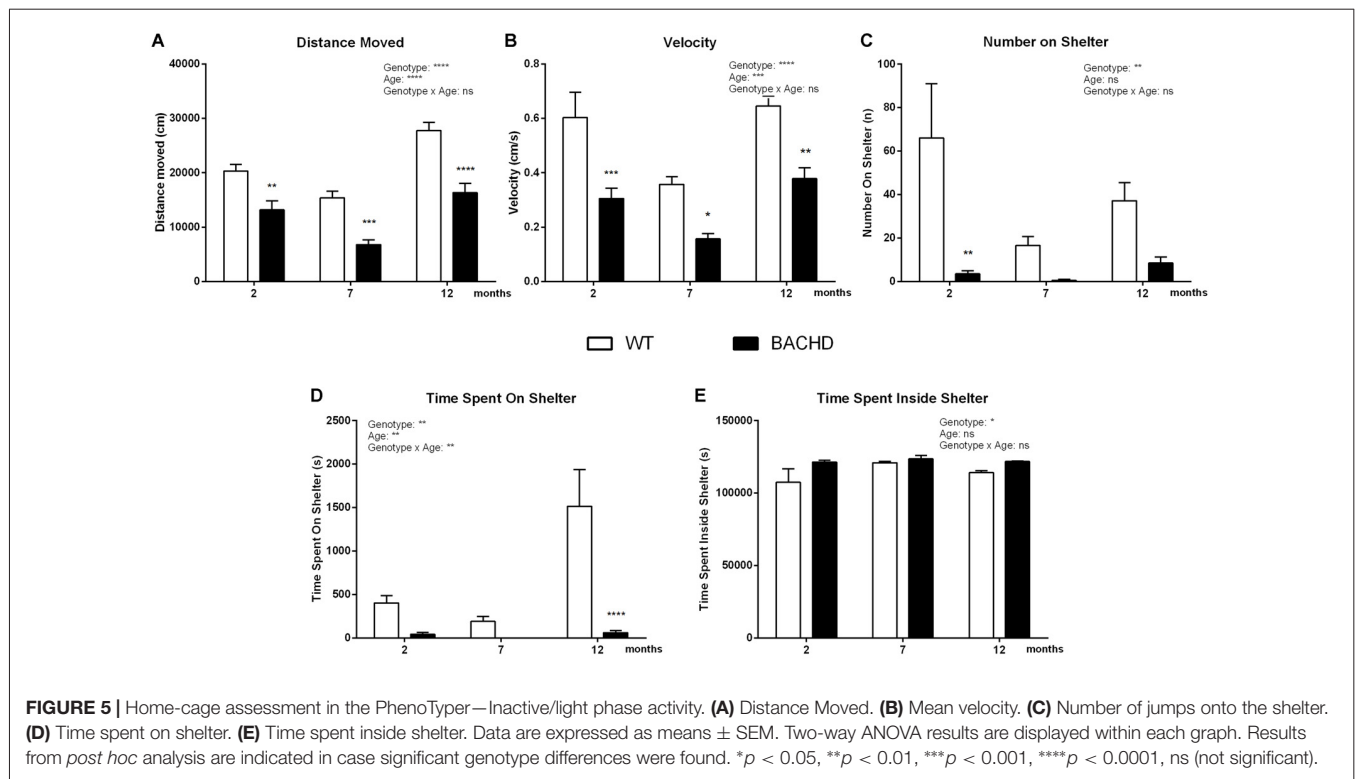 A
Distance Moved
Genotype: ****
Age: ****
Genotype x Age: ns
Distance moved (cm)
40000
30000
20000
10000
0
**
***
****
2
7
12
months
B
Velocity
Genotype: ****
Age: ***
Genotype x Age: ns
Velocity (cm/s)
0.8
0.6
0.4
0.2
0.0
***
*
**
2
7
12
months
C
Number on Shelter
Genotype: **
Age: ns
Genotype x Age: ns
Number On Shelter (n)
100
80
60
40
20
0
**
2
7
12
months
WT
BACHD
D
Time Spent On Shelter
Genotype: **
Age: **
Genotype x Age: **
Time Spent On Shelter (s)
2500
2000
1500
1000
500
0
****
2
7
12
months
E
Time Spent Inside Shelter
Genotype: *
Age: ns
Genotype x Age: ns
Time Spent Inside Shelter (s)
150000
100000
50000
0
2
7
12
months
FIGURE 5 | Home-cage assessment in the PhenoTyper—Inactive/light phase activity. (A) Distance Moved. (B) Mean velocity. (C) Number of jumps onto the shelter.
(D) Time spent on shelter. (E) Time spent inside shelter. Data are expressed as means ± SEM. Two-way ANOVA results are displayed within each graph. Results
from post hoc analysis are indicated in case significant genotype differences were found. *p < 0.05, **p < 0.01, ***p < 0.001, ****p < 0.0001, ns (not significant).